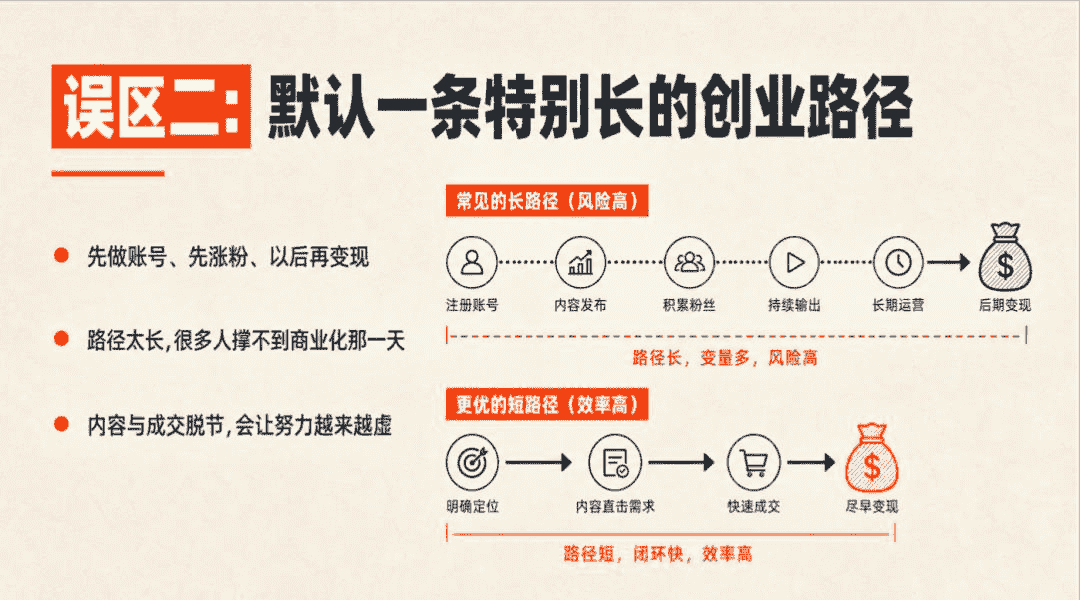 误区二: 默认一条特别长的创业路径
先做账号、先涨粉、以后再变现
路径太长,很多人撑不到商业化那一天
内容与成交脱节,会让努力越来越虚
常见的长路径（风险高）
注册账号 内容发布 积累粉丝 持续输出 长期运营 后期变现
路径长，变量多，风险高
更优的短路径（效率高）
明确定位 内容直击需求 快速成交 尽早变现
路径短，闭环快，效率高